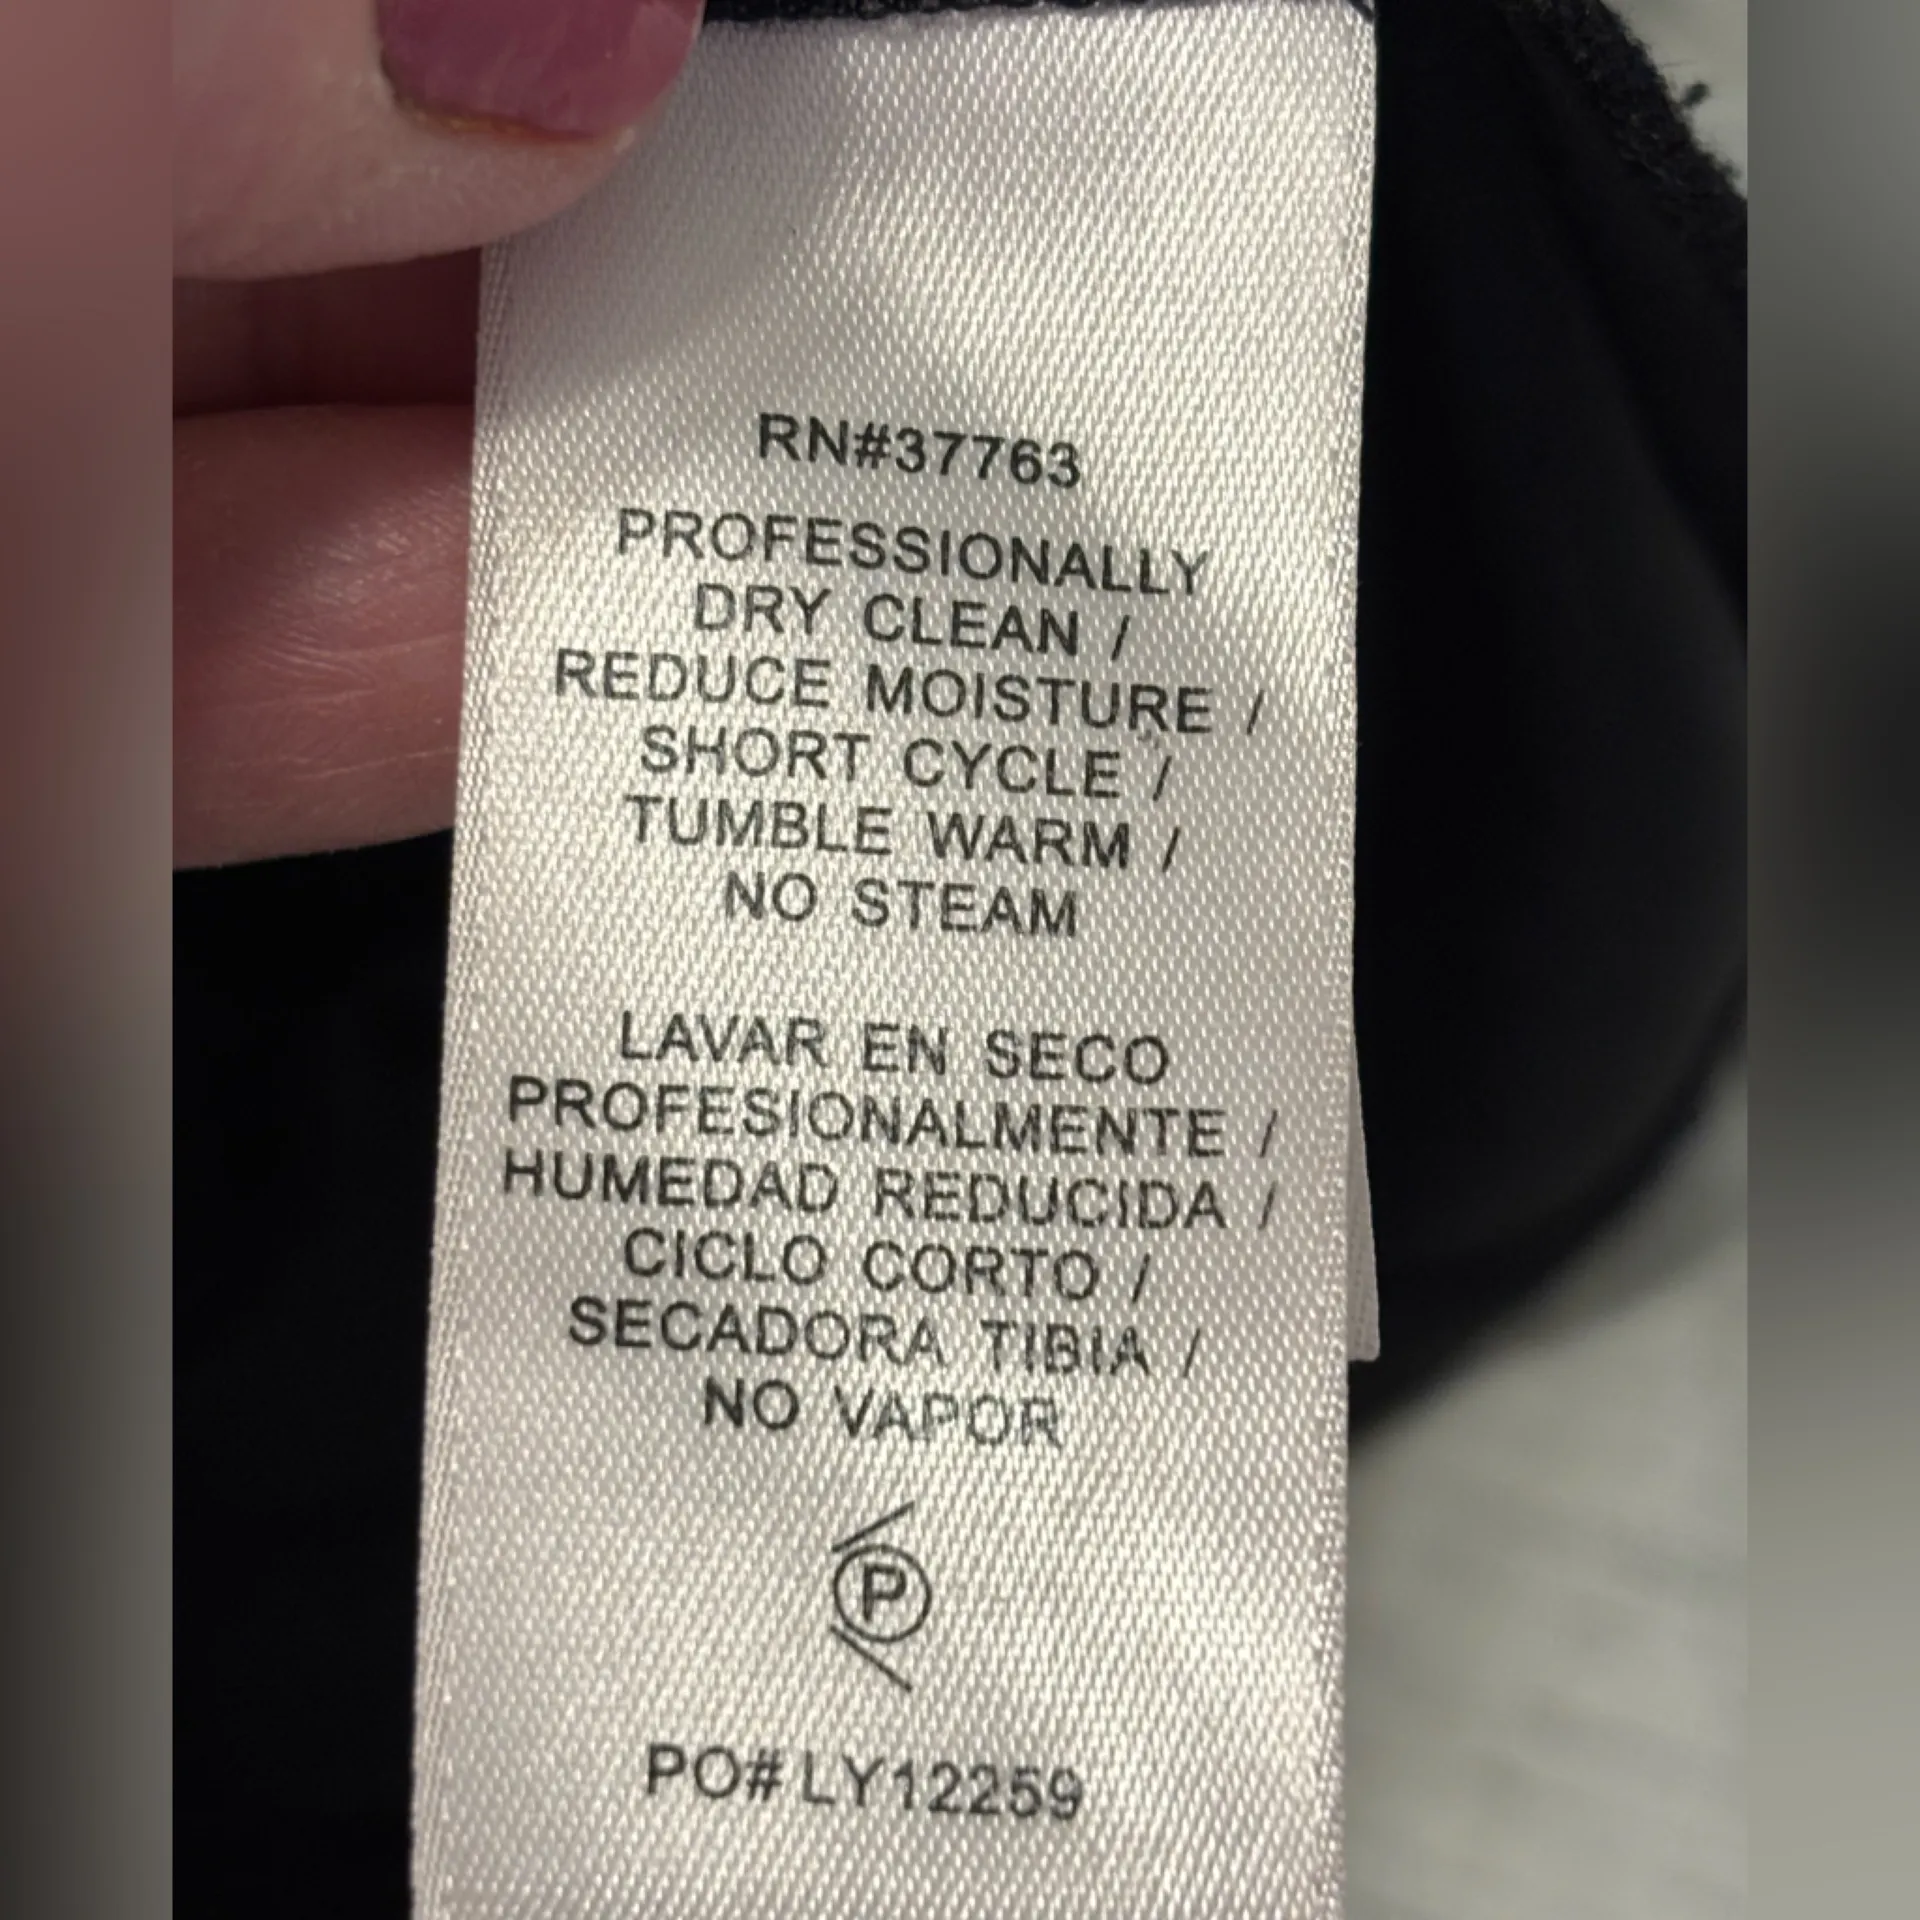 RN#37763
PROFESSIONALLY
DRY CLEAN /
REDUCE MOISTURE /
SHORT CYCLE /
TUMBLE WARM /
NO STEAM
LAVAR EN SECO
PROFESIONALMENTE /
HUMEDAD REDUCIDA /
CICLO CORTO /
SECADORA TIBIA /
NO VAPOR
P
PO# LY12259